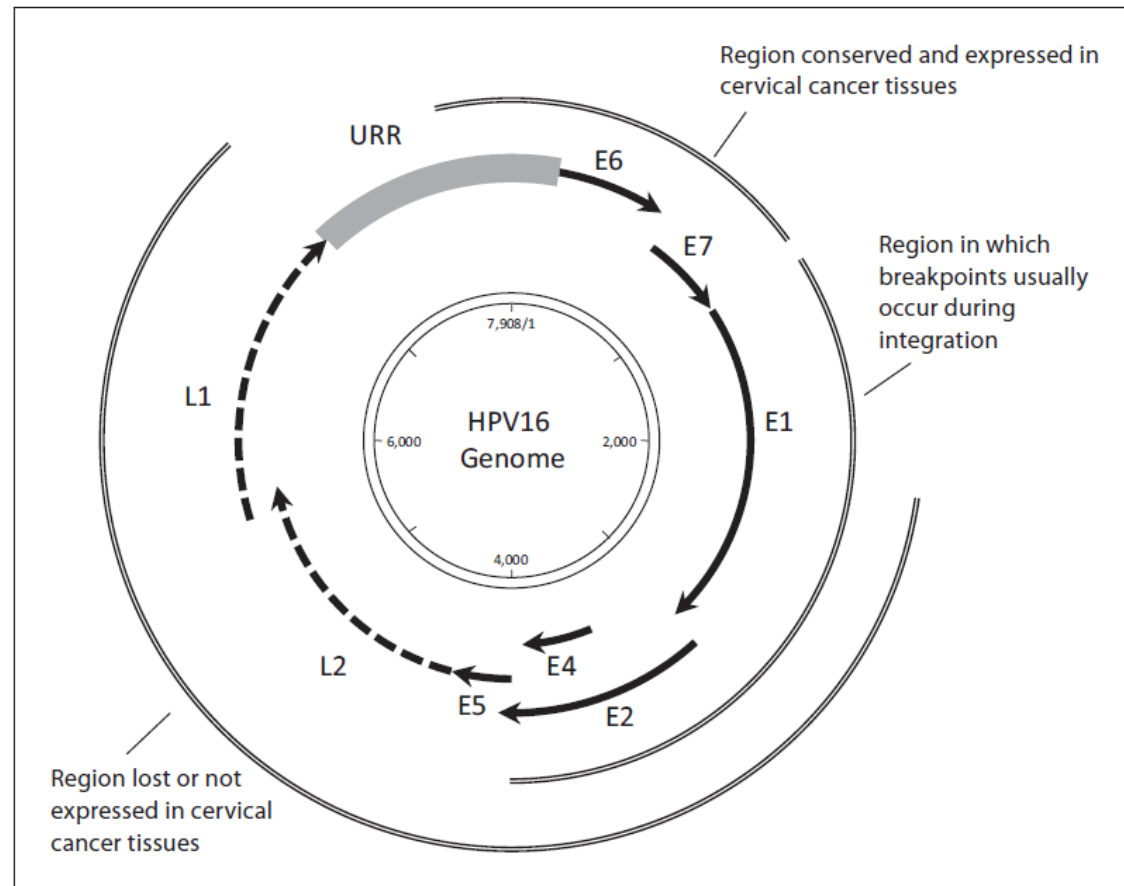 Region conserved and expressed in
cervical cancer tissues
URR
E6
E7
Region in which
breakpoints usually
occur during
integration
7,908/1
L1
HPV16
Genome
E1
6,000
2,000
4,000
L2
E4
E5
E2
Region lost or not
expressed in cervical
cancer tissues